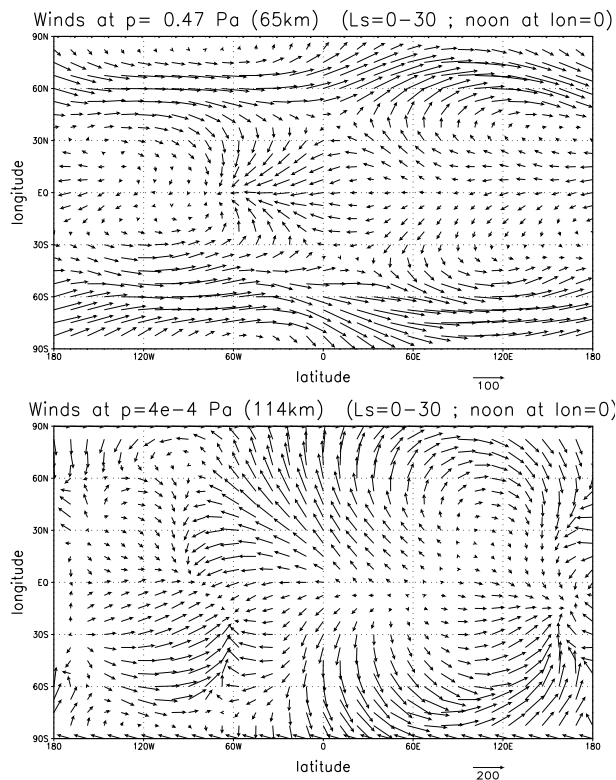 Winds at p= 0.47 Pa (65km) (Ls=0-30 ; noon at lon=0)
90N
60N
30N
EQ
30S
60S
90S
longitude
180 120W 60W 0 60E 120E 180
latitude
100
Winds at p=4e-4 Pa (114km) (Ls=0-30 ; noon at lon=0)
90N
60N
30N
EQ
30S
60S
90S
longitude
180 120W 60W 0 60E 120E 180
latitude
200